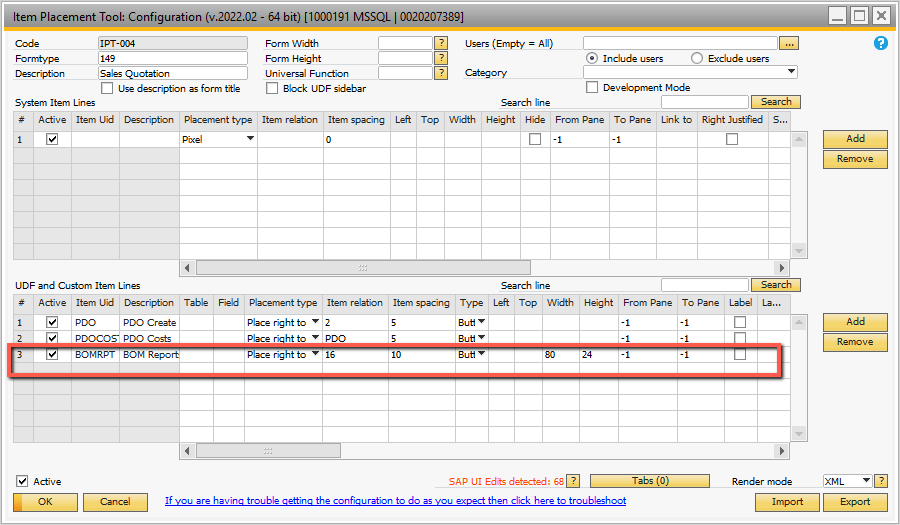 Item Placement Tool: Configuration (v.2022.02 - 64 bit) [1000191 MSSQL | 0020207389]
Code IPT-004 Form Width ? Users (Empty = All) ... ?
Formtype 149 Form Height ? Include users Exclude users
Description Sales Quotation Universal Function ? Category
Use description as form title Block UDF sidebar Development Mode
System Item Lines Search line Search
# Active Item Uid Description Placement type Item relation Item spacing Left Top Width Height Hide From Pane To Pane Link to Right Justified S...
1 Pixel 0 -1 -1
Add
Remove
UDF and Custom Item Lines Search line Search
# Active Item Uid Description Table Field Placement type Item relation Item spacing Type Left Top Width Height From Pane To Pane Label La...
1 PDO PDO Create Place right to 2 5 Butt -1 -1
2 PDOCOST PDO Costs Place right to PDO 5 Butt -1 -1
3 BOMRPT BOM Reports Place right to 16 10 Butt 80 24 -1 -1
Add
Remove
Active SAP UI Edits detected: 68 ? Tabs (0) Render mode XML ?
OK Cancel If you are having trouble getting the configuration to do as you expect then click here to troubleshoot Import Export